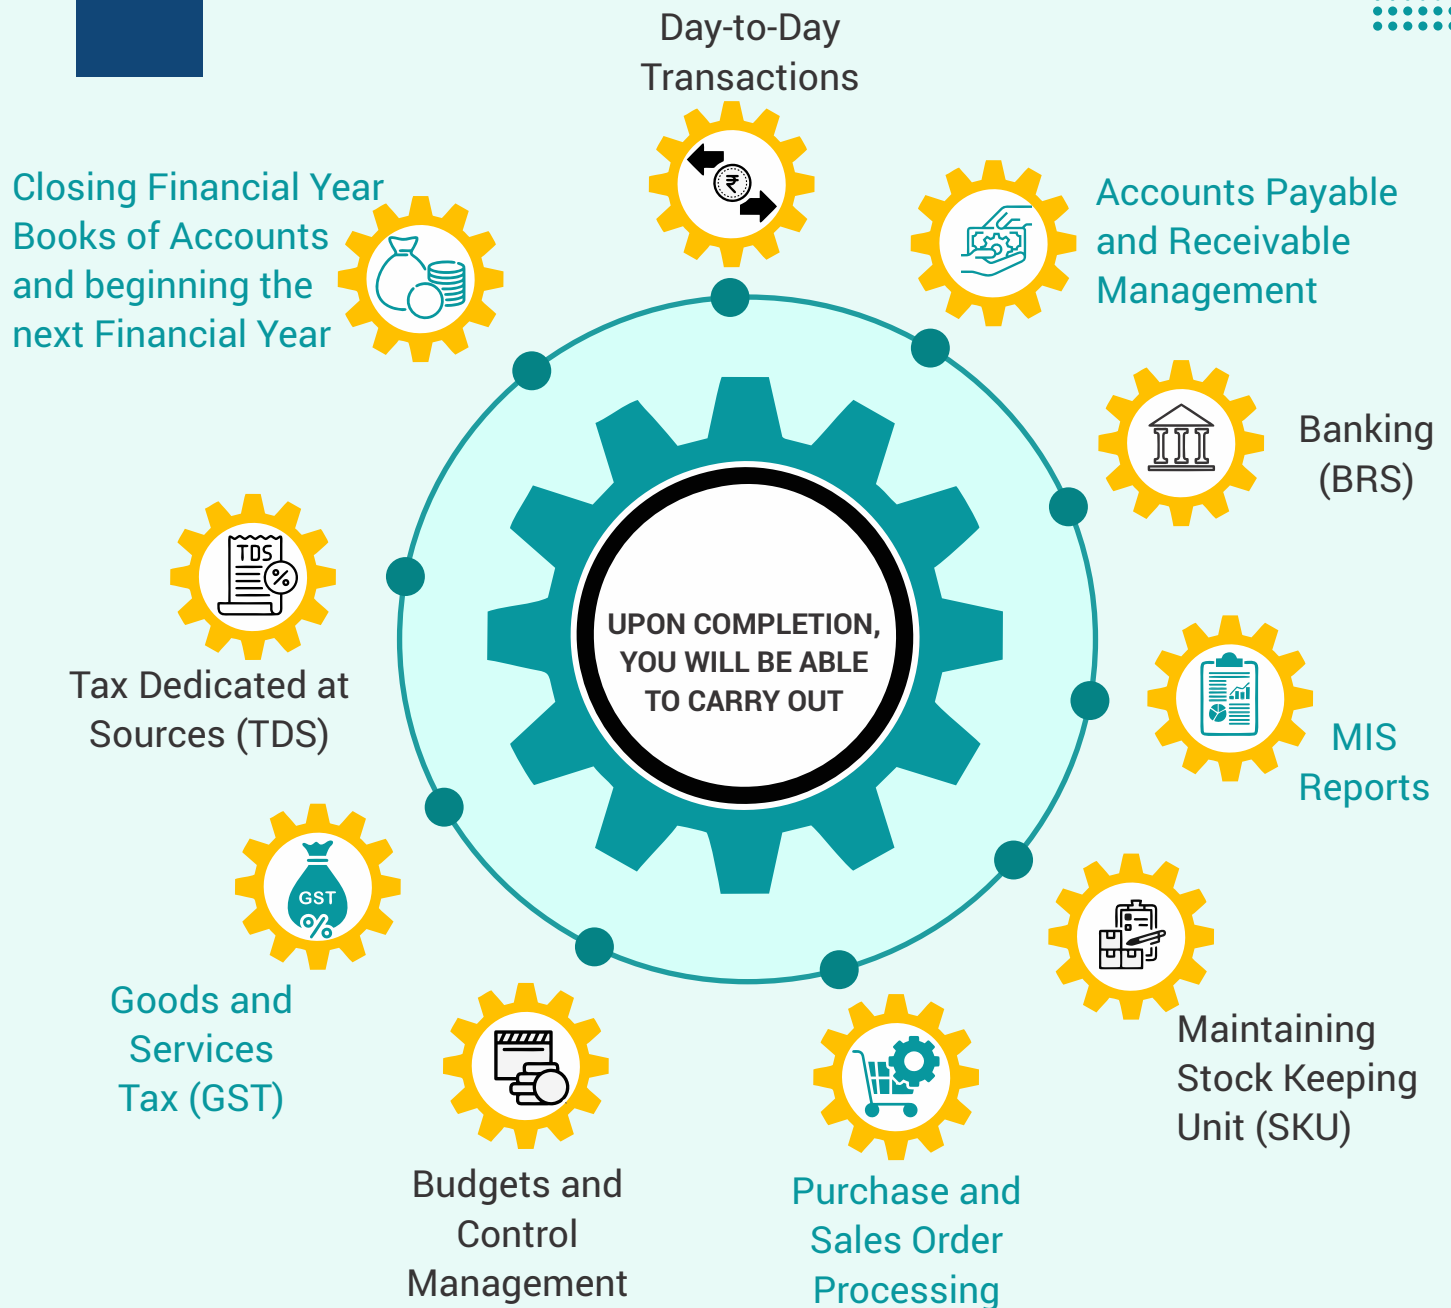 Day-to-Day
Transactions
Closing Financial Year
Books of Accounts
and beginning the
next Financial Year
₹
Accounts Payable
and Receivable
Management
Banking
(BRS)
TDS
%
UPON COMPLETION,
YOU WILL BE ABLE
TO CARRY OUT
Tax Dedicated at
Sources (TDS)
MIS
Reports
GST
%
Goods and
Services
Tax (GST)
Maintaining
Stock Keeping
Unit (SKU)
Budgets and
Control
Management
Purchase and
Sales Order
Processing